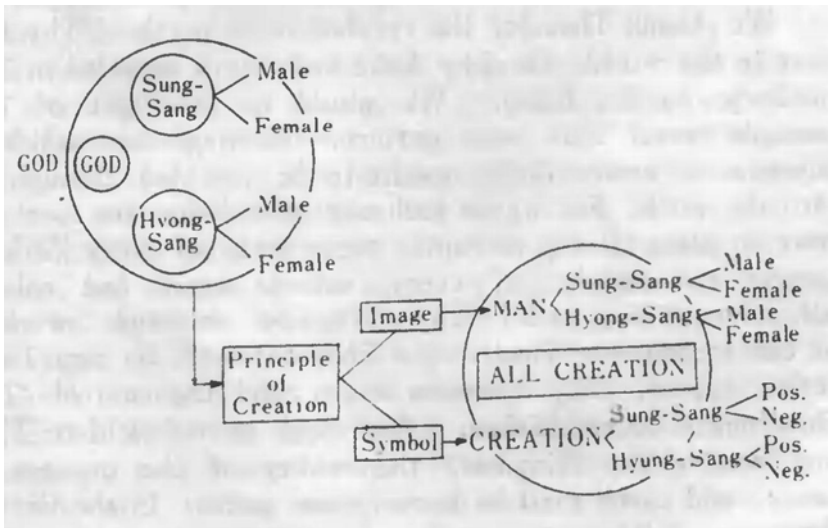 Male
Sung-
Sang
Female
GOD GOD
Male
Hyong-
Sang
Female
Image
MAN
Sung-Sang
Male
Female
Hyong-Sang
Male
Female
Principle
of
Creation
ALL CREATION
Symbol
CREATION
Sung-Sang
Pos.
Neg.
Hyung-Sang
Pos.
Neg.